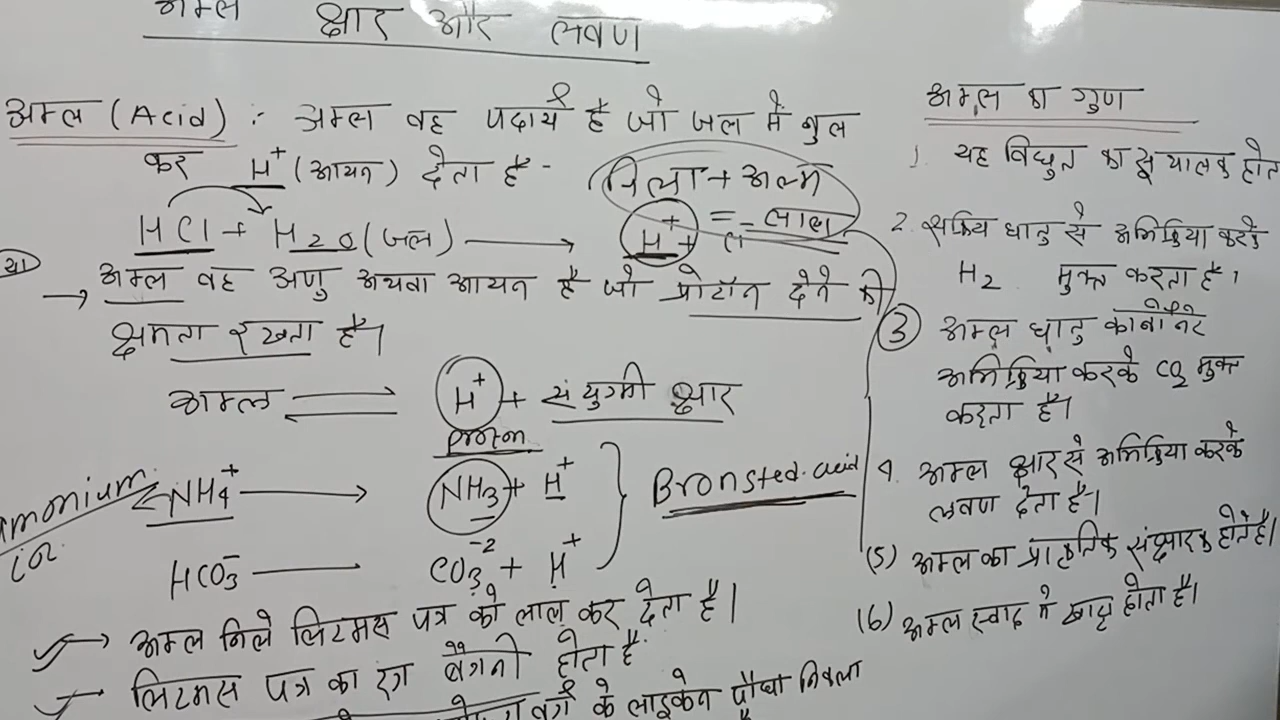 अम्ल क्षार और लवण
अम्ल (Acid) :- अम्ल वह पदार्थ है जो जल में घुल
कर H+ (आयन) देता है -
निला + अल्म
= लाल
HCl + H2O (जल) → H+ + Cl-
या
→ अम्ल वह अणु अथवा आयन है जो प्रोटॉन देने की
क्षमता रखता है।
अम्ल ⇌ H+ + संयुग्मी क्षार
proton
NH4+ → NH3 + H+
Bronsted acid
HCO3- → CO3-2 + H+
→ अम्ल निले लिटमस पत्र को लाल कर देता है।
→ लिटमस पत्र का रंग बैगनी होता है
वर्ग के लाइकेन पौधा
अम्ल का गुण
1. यह विधुत का सूचालक होत
2. सक्रिय धातु से अभिक्रिया करके
H2 मुक्त करता है।
3 अम्ल धातु कार्बोनेट
अभिक्रिया करके CO2 मुक्त
करता है।
4. अम्ल क्षार से अभिक्रिया करके
लवण देता है।
(5) अम्ल का प्राकृतिक संक्षारक होते है।
(6) अम्ल स्वाद मे खट्टा होता है।